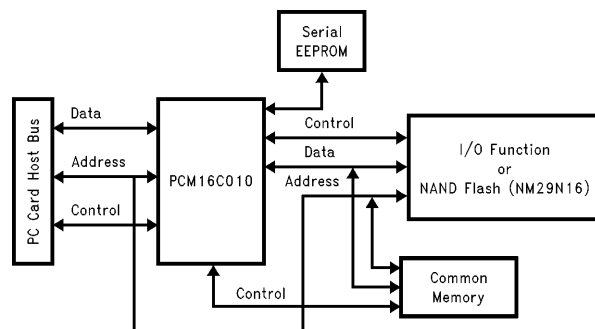 Serial
EEPROM
PC Card Host Bus
Data
Address
Control
PCM16C010
Control
Data
Address
I/O Function
or
NAND Flash (NM29N16)
Control
Common
Memory